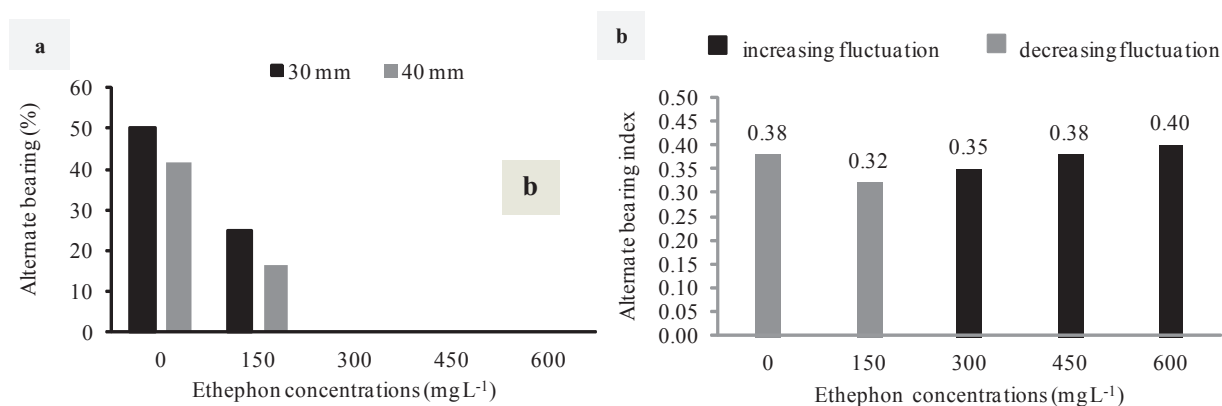 a
30 mm 40 mm
Alternate bearing (%)
60
50
40
30
20
10
0
b
0 150 300 450 600
Ethephon concentrations (mg L⁻¹)
b
increasing fluctuation decreasing fluctuation
Alternate bearing index
0.50
0.45
0.40
0.35
0.30
0.25
0.20
0.15
0.10
0.05
0.00
0.38 0.32 0.35 0.38 0.40
0 150 300 450 600
Ethephon concentrations (mg L⁻¹)